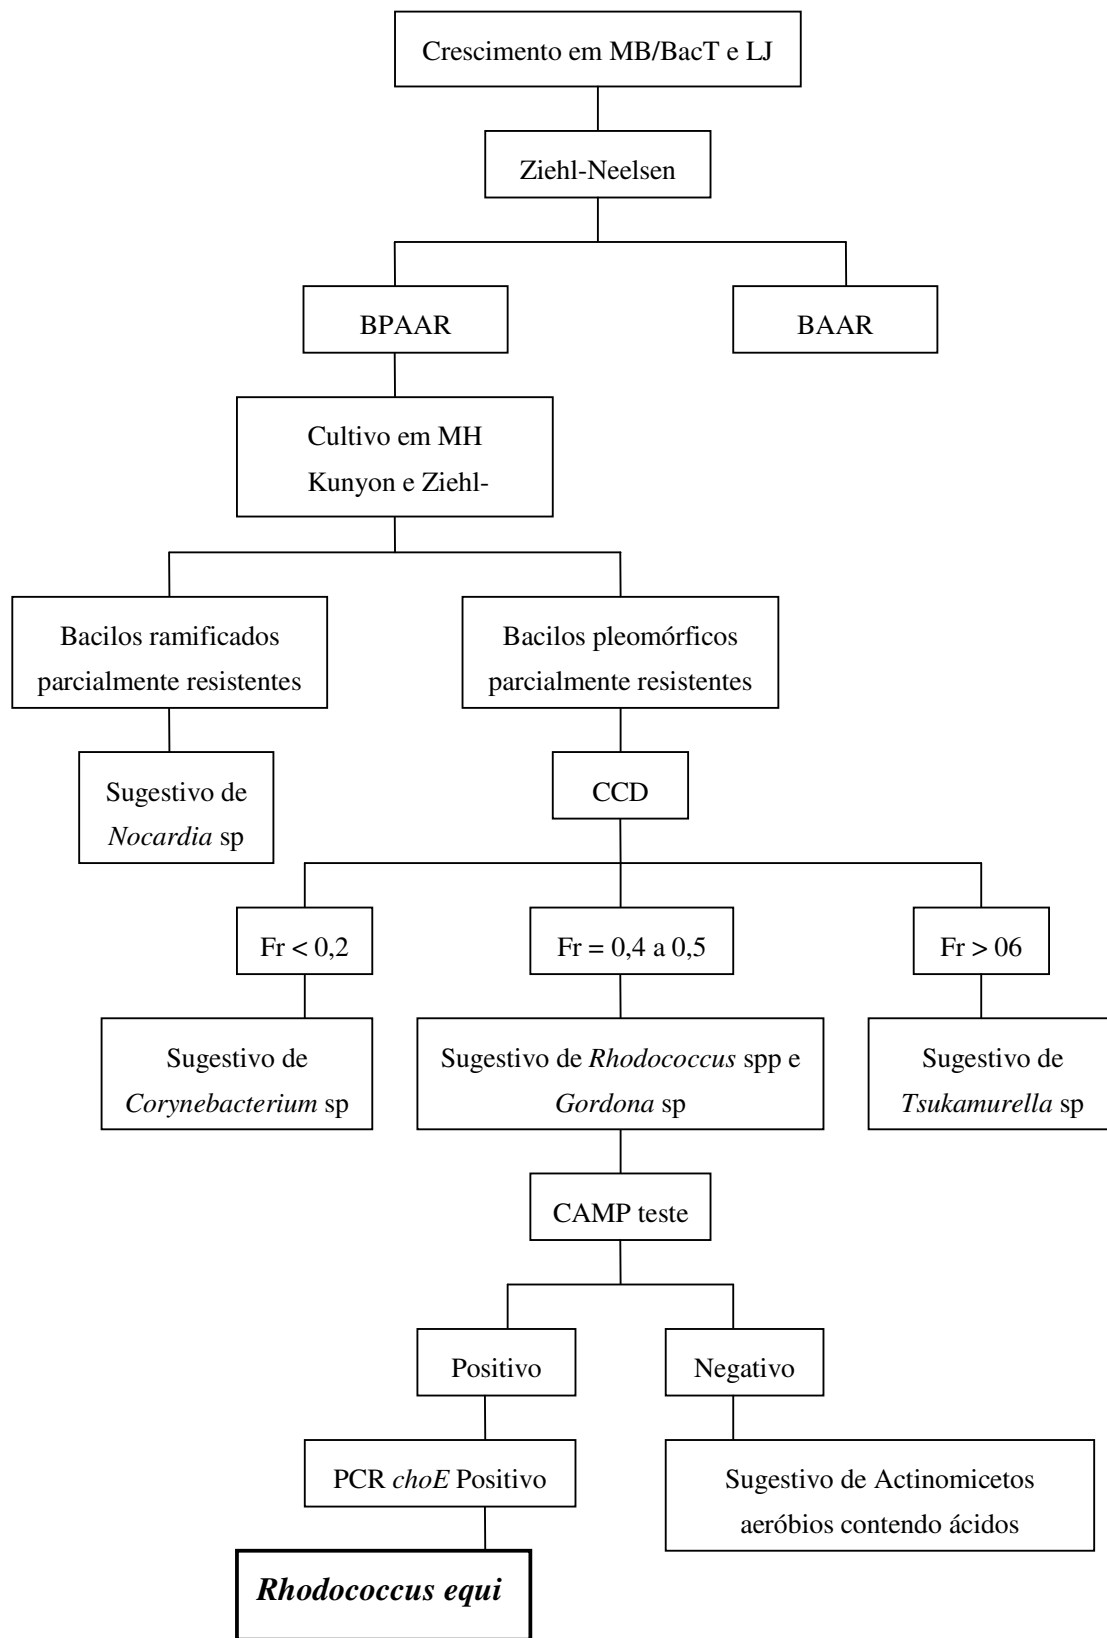 Crescimento em MB/BacT e LJ
Ziehl-Neelsen
BPAAR
BAAR
Cultivo em MH
Kunyon e Ziehl-
Bacilos ramificados
parcialmente resistentes
Bacilos pleomórficos
parcialmente resistentes
Sugestivo de
Nocardia sp
CCD
Fr < 0,2
Fr = 0,4 a 0,5
Fr > 06
Sugestivo de
Corynebacterium sp
Sugestivo de Rhodococcus spp e
Gordona sp
Sugestivo de
Tsukamurella sp
CAMP teste
Positivo
Negativo
PCR choE Positivo
Sugestivo de Actinomicetos
aeróbios contendo ácidos
Rhodococcus equi